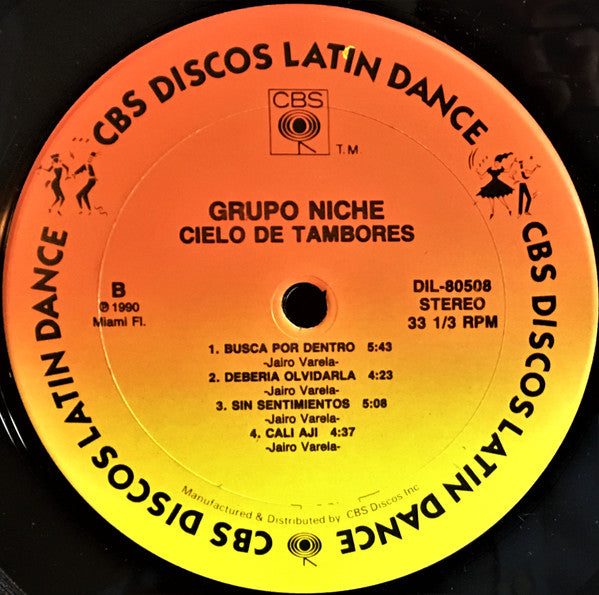 CBS DISCOS LATIN DANCE
CBS DISCOS LATIN DANCE
CBS DISCOS LATIN DANCE
CBS
T.M.
GRUPO NICHE
CIELO DE TAMBORES
B
℗ 1990
Miami Fl.
DIL-80508
STEREO
33 1/3 RPM
1. BUSCA POR DENTRO 5:43
-Jairo Varela-
2. DEBERIA OLVIDARLA 4:23
-Jairo Varela-
3. SIN SENTIMIENTOS 5:08
-Jairo Varela-
4. CALI AJI 4:37
-Jairo Varela-
Manufactured & Distributed by CBS Discos Inc